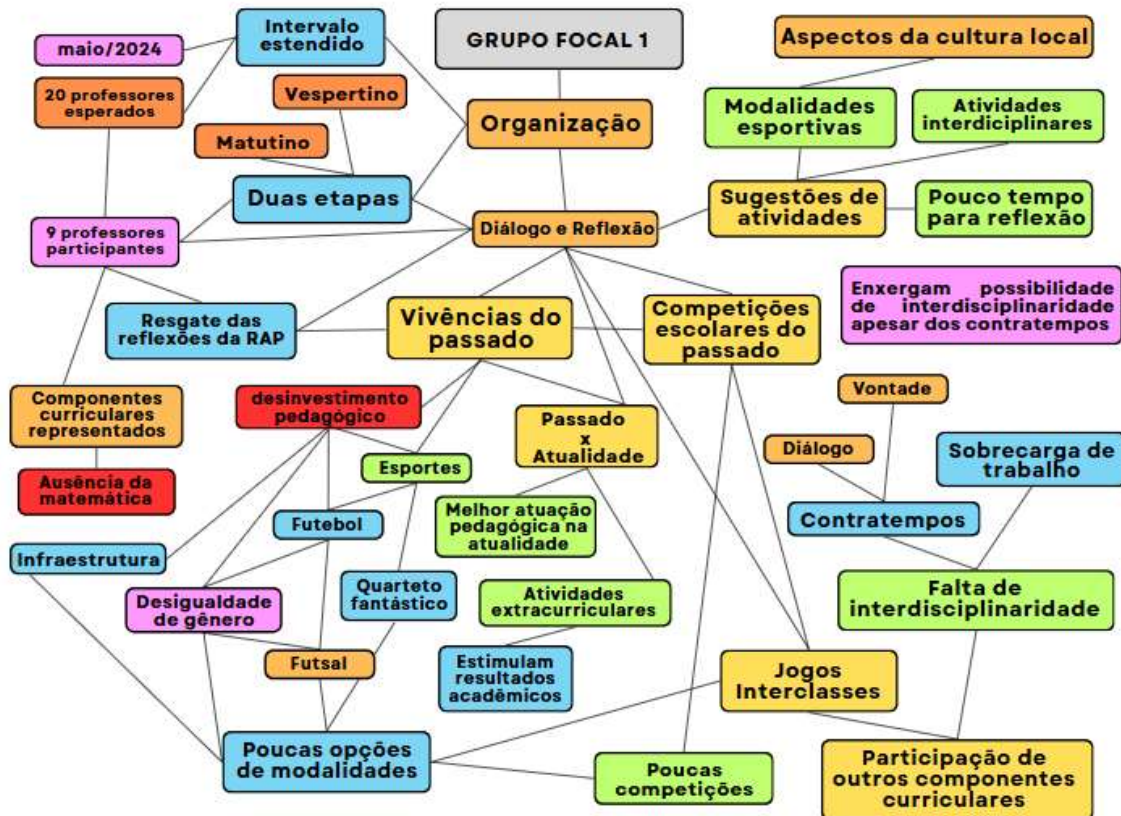 GRUPO FOCAL 1
Intervalo
estendido
maio/2024
20 professores
esperados
Vespertino
Matutino
Duas etapas
Organização
Aspectos da cultura local
Modalidades
esportivas
Atividades
interdiciplinares
Sugestões de
atividades
Pouco tempo
para reflexão
9 professores
participantes
Diálogo e Reflexão
Resgate das
reflexões da RAP
Vivências do
passado
Competições
escolares do
passado
Enxergam possibilidade
de interdisciplinaridade
apesar dos contratempos
Componentes
curriculares
representados
Ausência da
matemática
desinvestimento
pedagógico
Passado
x
Atualidade
Vontade
Diálogo
Sobrecarga de
trabalho
Contratempos
Esportes
Futebol
Melhor atuação
pedagógica na
atualidade
Infraestrutura
Desigualdade
de gênero
Quarteto
fantástico
Atividades
extracurriculares
Falta de
interdisciplinaridade
Futsal
Estimulam
resultados
acadêmicos
Jogos
Interclasses
Poucas opções
de modalidades
Poucas
competições
Participação de
outros componentes
curriculares